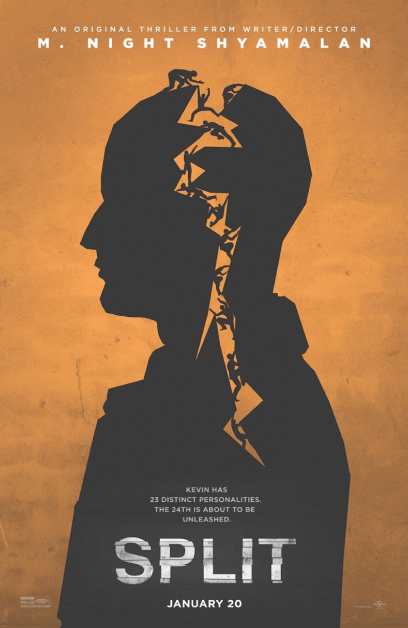 AN ORIGINAL THRILLER FROM WRITER/DIRECTOR
M. NIGHT SHYAMALAN
KEVIN HAS
23 DISTINCT PERSONALITIES.
THE 24TH IS ABOUT TO BE
UNLEASHED.
SPLIT
JANUARY 20